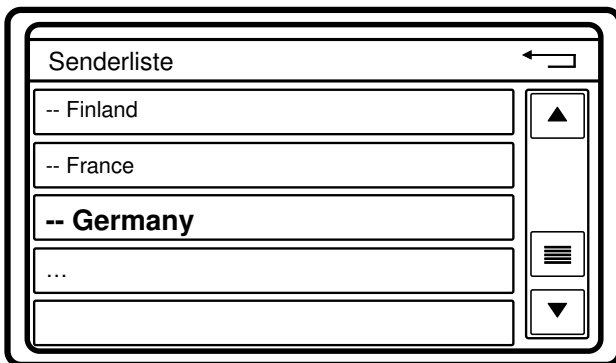 Senderliste
-- Finland
-- France
-- Germany
...